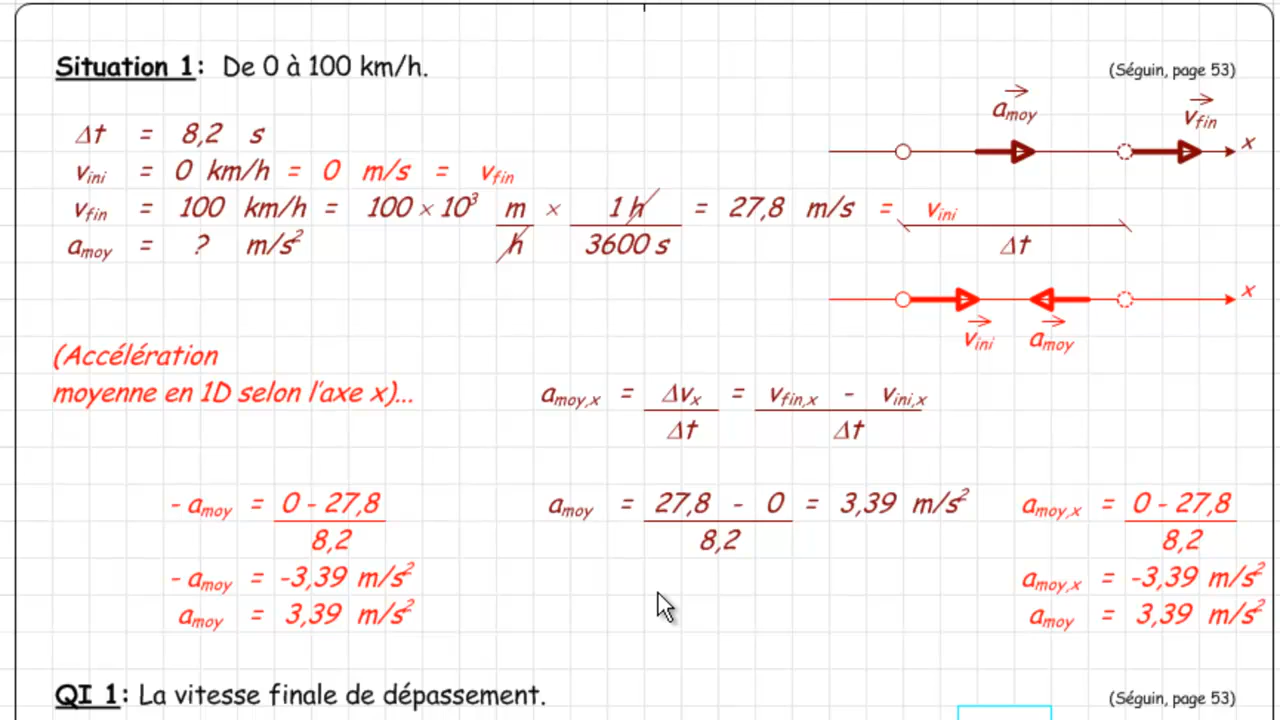 Situation 1: De 0 à 100 km/h.
(Séguin, page 53)
Δt = 8,2 s
v_ini = 0 km/h = 0 m/s = v_fin
v_fin = 100 km/h = 100 × 10³ m/h × 1 h/3600 s = 27,8 m/s = v_ini
a_moy = ? m/s²
a_moy v_fin x
Δt
x
v_ini a_moy
(Accélération
moyenne en 1D selon l'axe x)...
a_moy,x = Δv_x/Δt = (v_fin,x - v_ini,x)/Δt
- a_moy = (0 - 27,8)/8,2
- a_moy = -3,39 m/s²
a_moy = 3,39 m/s²
a_moy = (27,8 - 0)/8,2 = 3,39 m/s²
a_moy,x = (0 - 27,8)/8,2
a_moy,x = -3,39 m/s²
a_moy = 3,39 m/s²
QI 1: La vitesse finale de dépassement.
(Séguin, page 53)